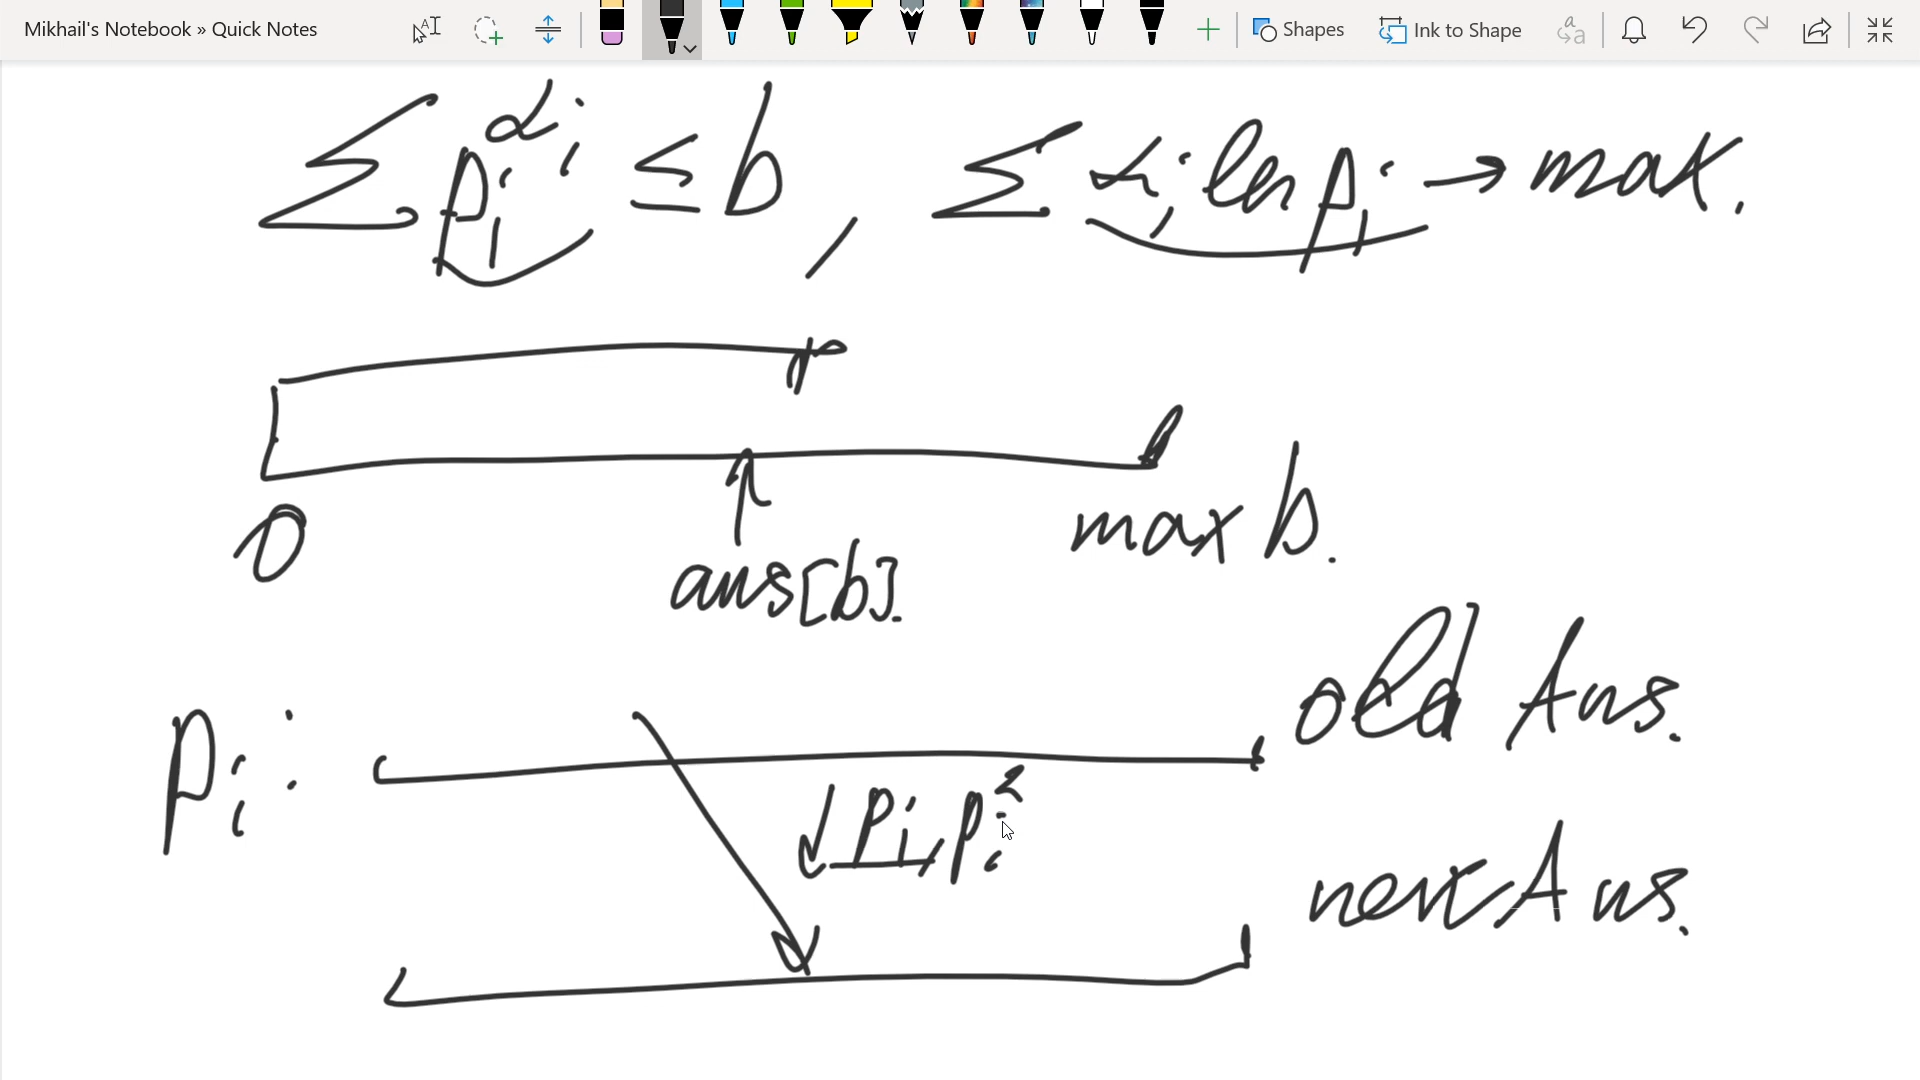 Mikhail's Notebook » Quick Notes Shapes Ink to Shape
∑ pᵢ^αᵢ ≤ b, ∑ αᵢ ln pᵢ → max.
0 ans[b]. max b.
old Ans.
pᵢ: ↓ pᵢ, pᵢ²
next Ans.